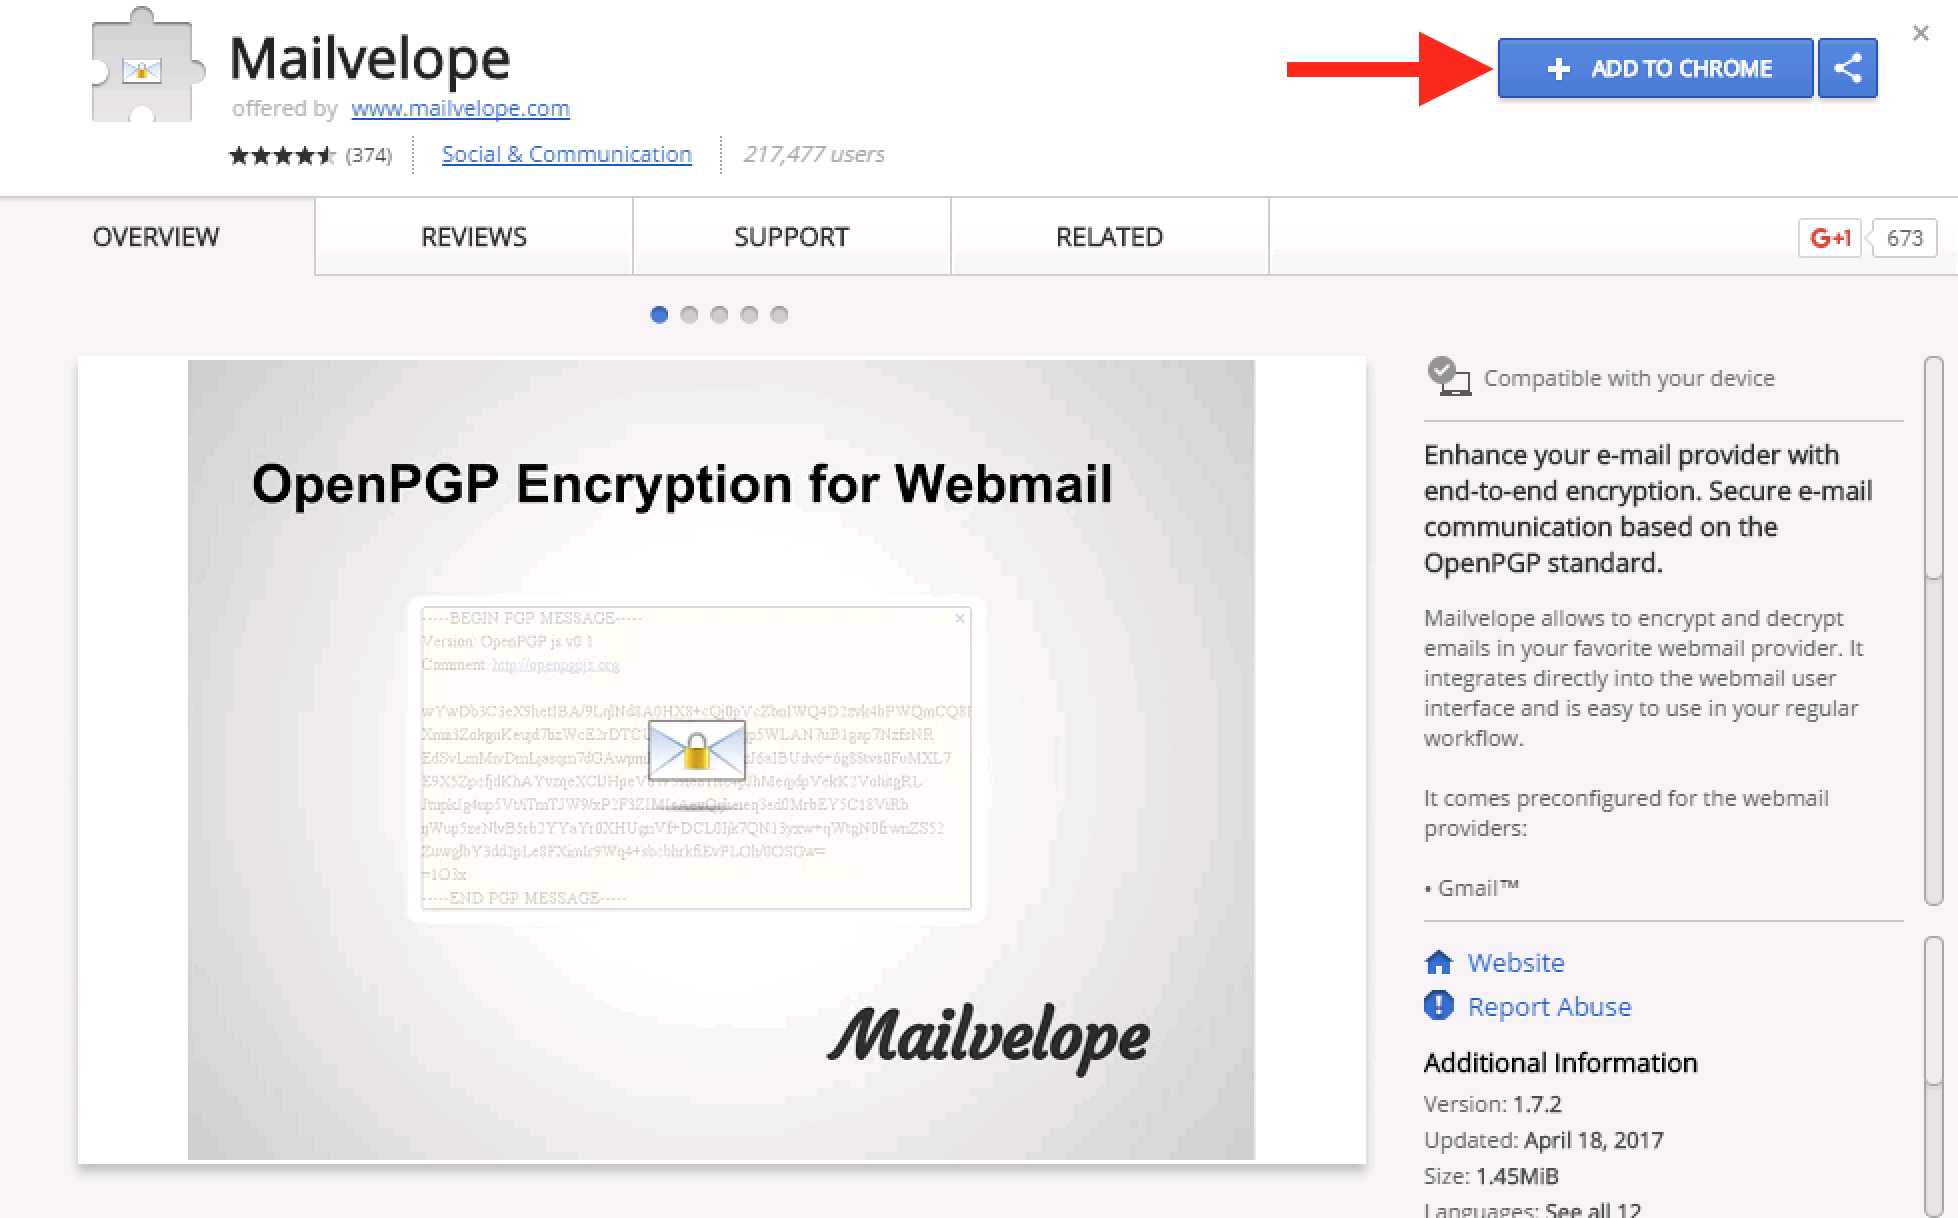 Mailvelope
+ ADD TO CHROME
×
offered by www.mailvelope.com
(374) Social & Communication 217,477 users
OVERVIEW REVIEWS SUPPORT RELATED G+1 673
Compatible with your device
OpenPGP Encryption for Webmail
-----BEGIN PGP MESSAGE----- ×
Version: OpenPGP js v0 1
Comment: http://openpgpjs.org
=1O3x
-----END PGP MESSAGE-----
Mailvelope
Enhance your e-mail provider with
end-to-end encryption. Secure e-mail
communication based on the
OpenPGP standard.
Mailvelope allows to encrypt and decrypt
emails in your favorite webmail provider. It
integrates directly into the webmail user
interface and is easy to use in your regular
workflow.
It comes preconfigured for the webmail
providers:
• Gmail™
Website
Report Abuse
Additional Information
Version: 1.7.2
Updated: April 18, 2017
Size: 1.45MiB
Languages: See all 12